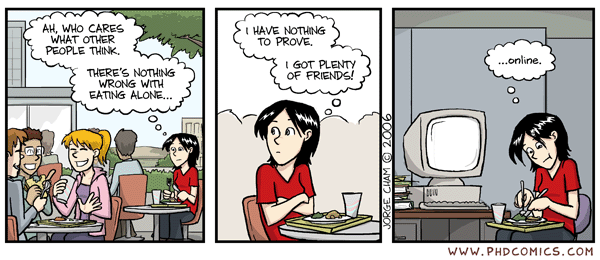 AH, WHO CARES
WHAT OTHER
PEOPLE THINK.
THERE'S NOTHING
WRONG WITH
EATING ALONE...
I HAVE NOTHING
TO PROVE.
I GOT PLENTY
OF FRIENDS!
JORGE CHAM © 2006
...online.
WWW.PHDCOMICS.COM